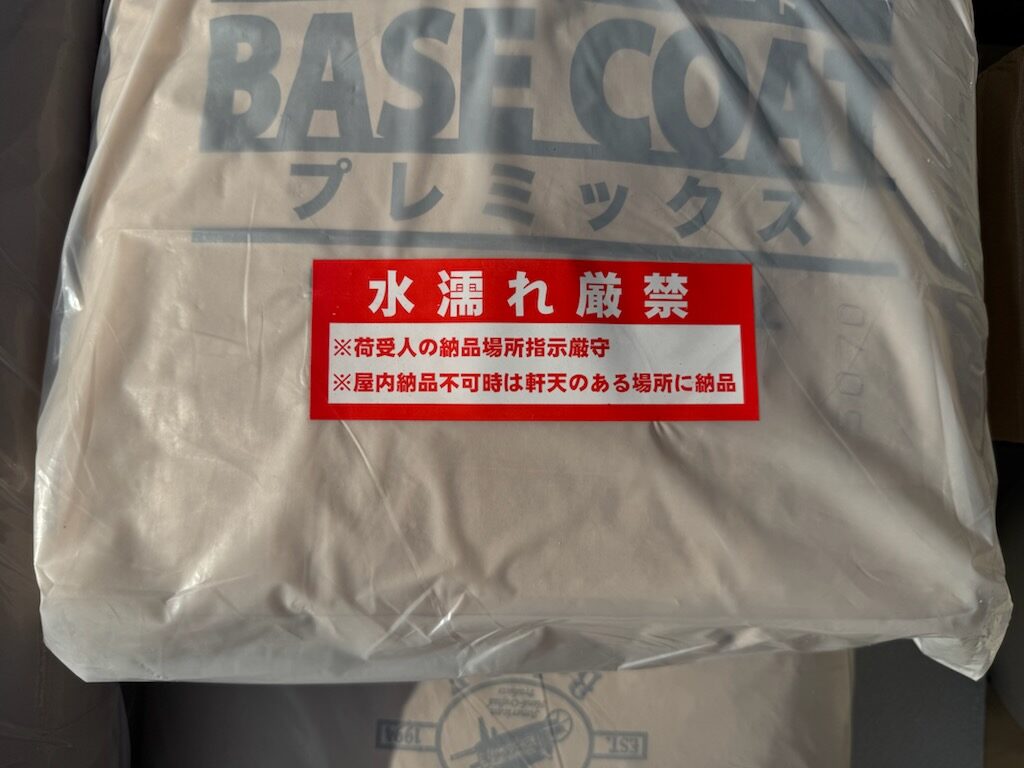 BASE COAT
プレミックス
水濡れ厳禁
※荷受人の納品場所指示厳守
※屋内納品不可時は軒天のある場所に納品
EST.
1994